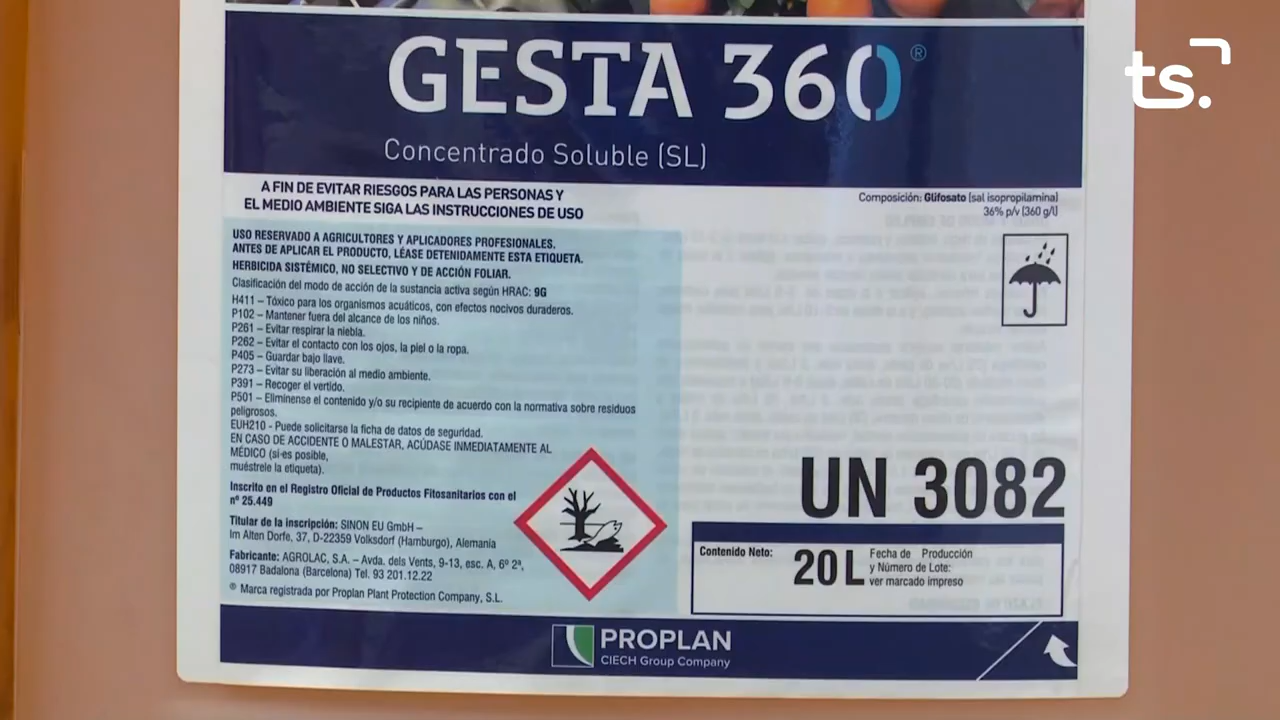 GESTA 360®
ts.
Concentrado Soluble (SL)
A FIN DE EVITAR RIESGOS PARA LAS PERSONAS Y
EL MEDIO AMBIENTE SIGA LAS INSTRUCCIONES DE USO
Composición: Glifosato (sal isopropilamina)
36% p/v (360 g/l)
USO RESERVADO A AGRICULTORES Y APLICADORES PROFESIONALES.
ANTES DE APLICAR EL PRODUCTO, LÉASE DETENIDAMENTE ESTA ETIQUETA.
HERBICIDA SISTÉMICO, NO SELECTIVO Y DE ACCIÓN FOLIAR.
Clasificación del modo de acción de la sustancia activa según HRAC: 9G
H411 – Tóxico para los organismos acuáticos, con efectos nocivos duraderos.
P102 – Mantener fuera del alcance de los niños.
P261 – Evitar respirar la niebla.
P262 – Evitar el contacto con los ojos, la piel o la ropa.
P405 – Guardar bajo llave.
P273 – Evitar su liberación al medio ambiente.
P391 – Recoger el vertido.
P501 – Elimínense el contenido y/o su recipiente de acuerdo con la normativa sobre residuos
peligrosos.
EUH210 - Puede solicitarse la ficha de datos de seguridad.
EN CASO DE ACCIDENTE O MALESTAR, ACÚDASE INMEDIATAMENTE AL
MÉDICO (si es posible,
muéstrele la etiqueta).
Inscrito en el Registro Oficial de Productos Fitosanitarios con el
nº 25.449
Titular de la inscripción: SINON EU GmbH –
Im Alten Dorfe, 37, D-22359 Volksdorf (Hamburgo), Alemania
Fabricante: AGROLAC, S.A. – Avda. dels Vents, 9-13, esc. A, 6º 2ª,
08917 Badalona (Barcelona) Tel. 93 201.12.22
® Marca registrada por Proplan Plant Protection Company, S.L.
UN 3082
Contenido Neto: 20 L
Fecha de Producción
y Número de Lote:
ver marcado impreso
PROPLAN
CIECH Group Company